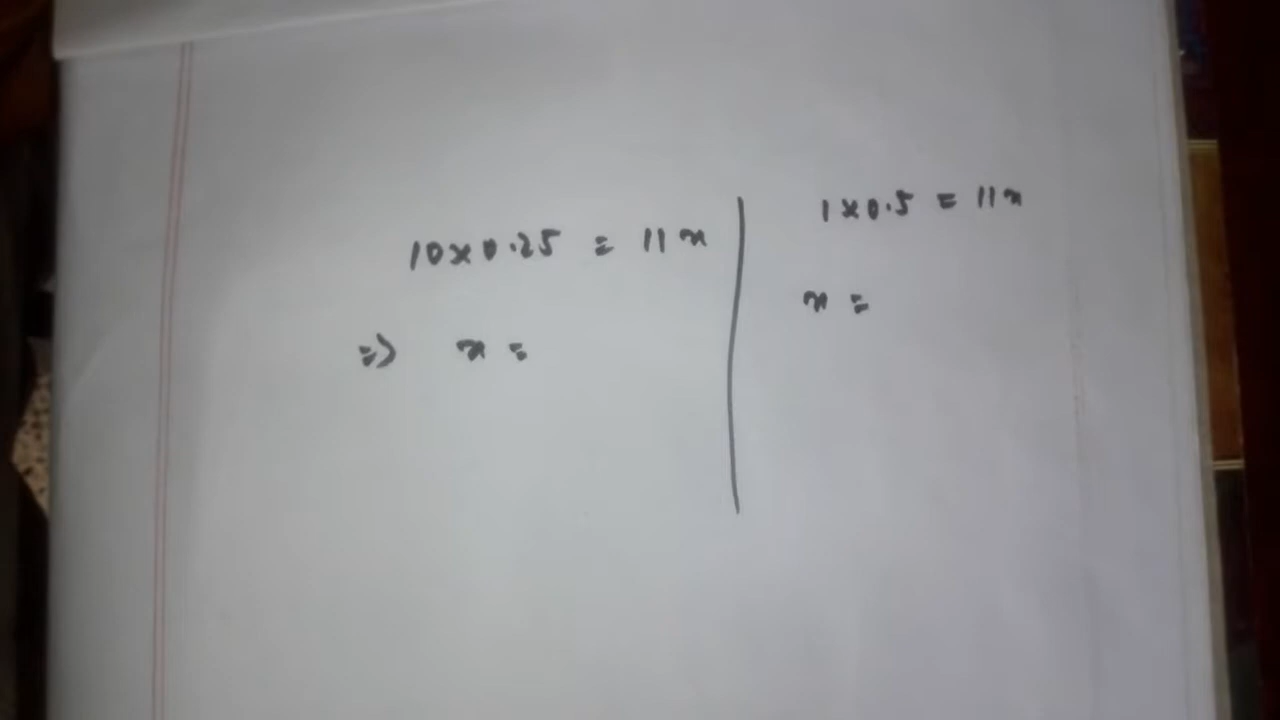 10×0.25 = 11x
⇒ x =
1×0.5 = 11x
x =